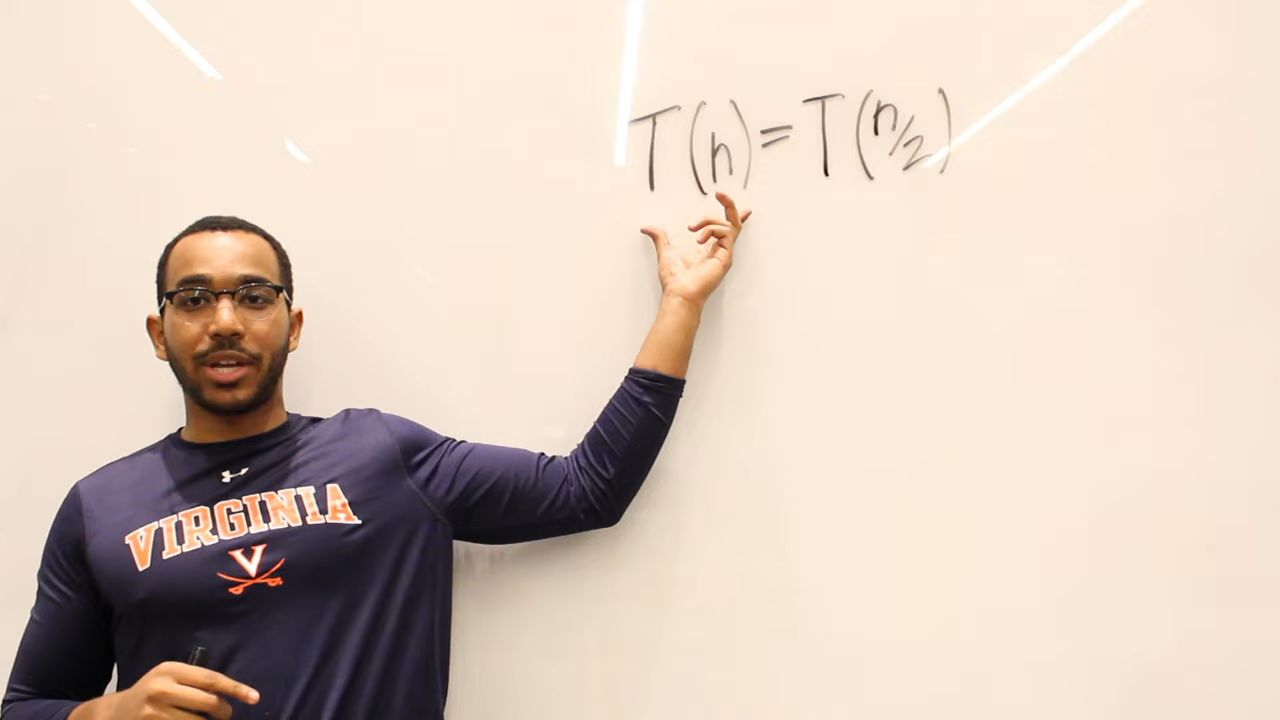 T(n) = T(n/2)
VIRGINIA
V